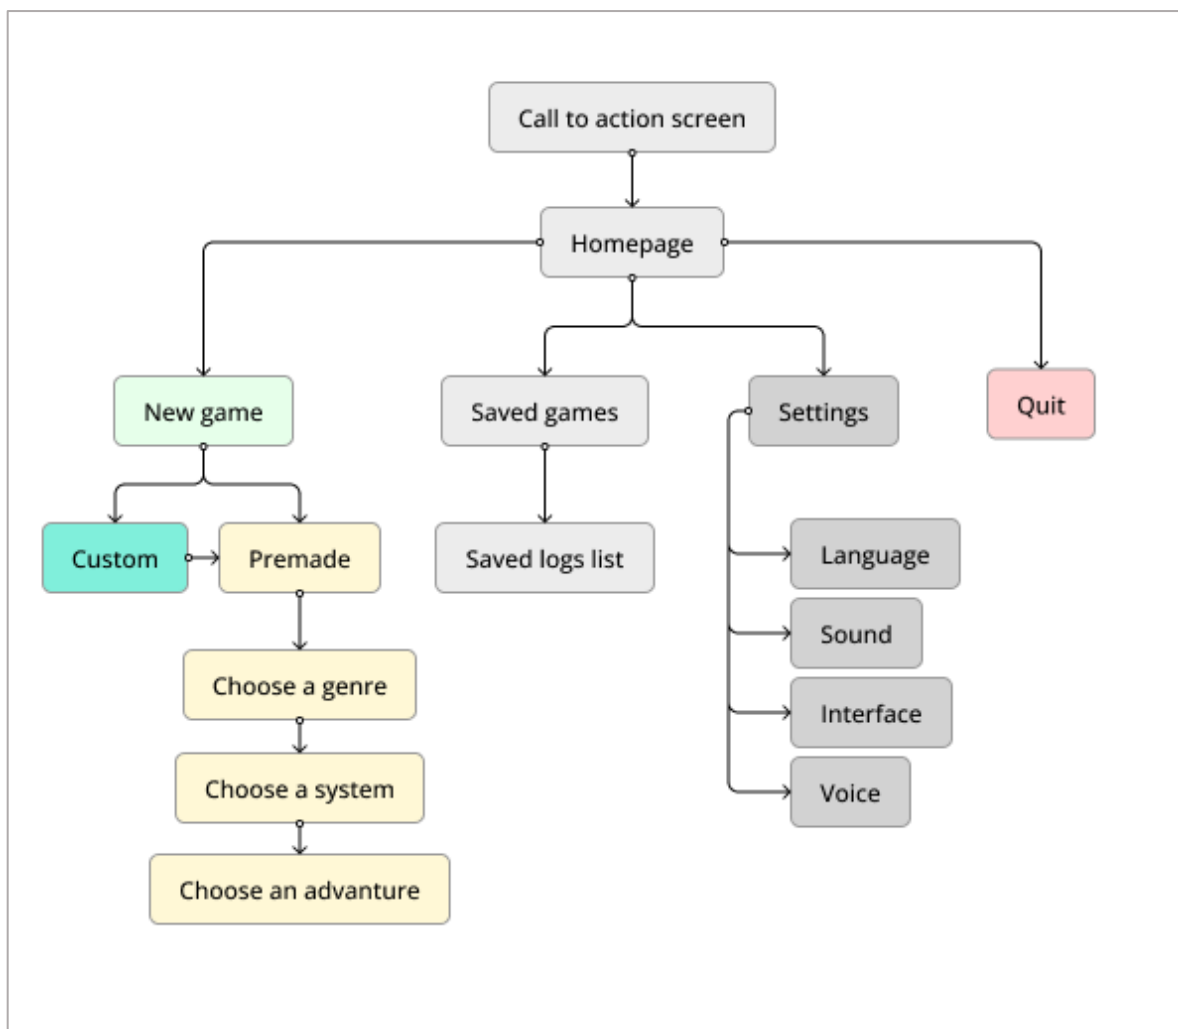 Call to action screen
Homepage
New game
Saved games
Settings
Quit
Custom
Premade
Saved logs list
Language
Sound
Choose a genre
Interface
Choose a system
Voice
Choose an advanture